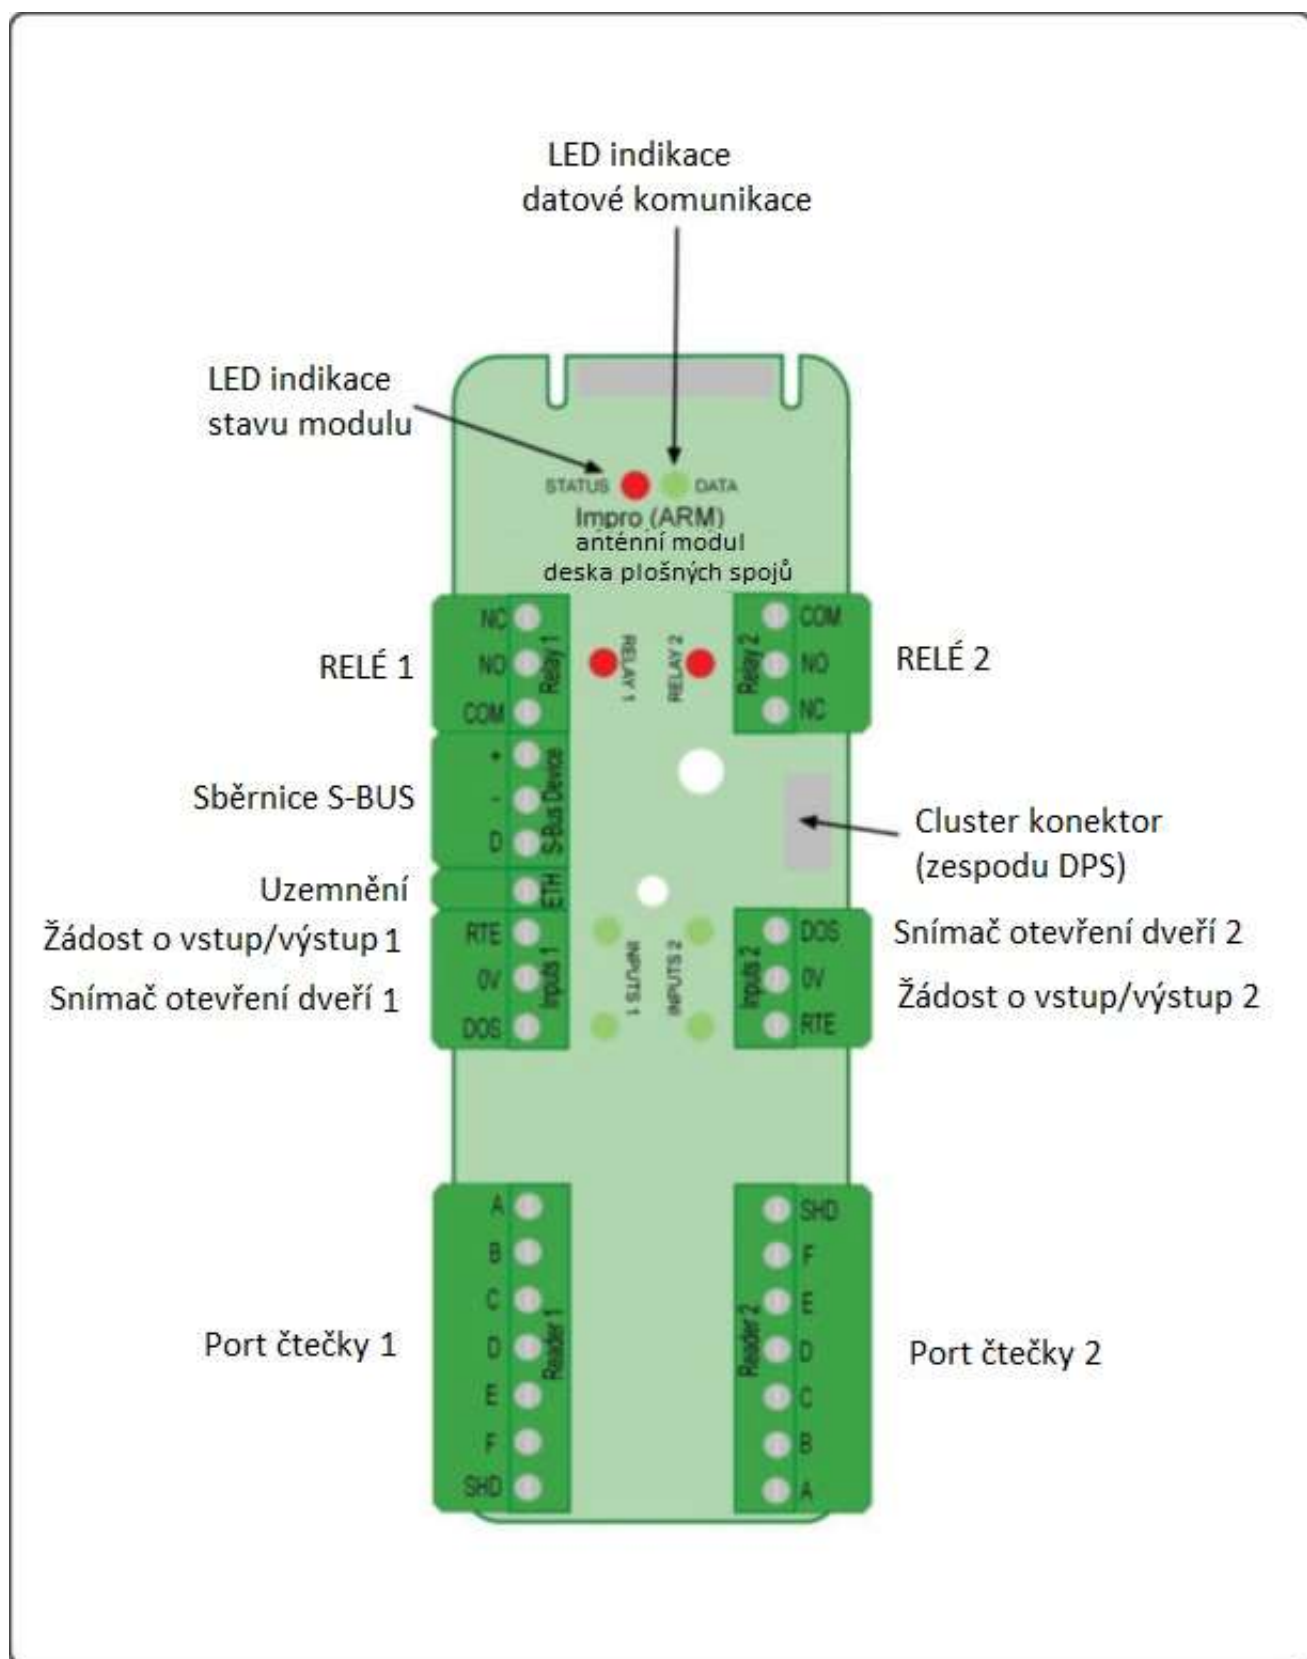 LED indikace
datové komunikace
LED indikace
stavu modulu
STATUS
DATA
Impro (ARM)
anténní modul
deska plošných spojů
RELÉ 1
NC
NO
COM
Relay 1
RELAY 1
RELAY 2
Relay 2
COM
NO
NC
RELÉ 2
Sběrnice S-BUS
+
-
D
S-Bus Device
Cluster konektor
(zespodu DPS)
Uzemnění
ETH
Žádost o vstup/výstup 1
Snímač otevření dveří 1
RTE
0V
DOS
Inputs 1
INPUTS 1
INPUTS 2
Inputs 2
DOS
0V
RTE
Snímač otevření dveří 2
Žádost o vstup/výstup 2
Port čtečky 1
A
B
C
D
E
F
SHD
Reader 1
Reader 2
SHD
F
E
D
C
B
A
Port čtečky 2